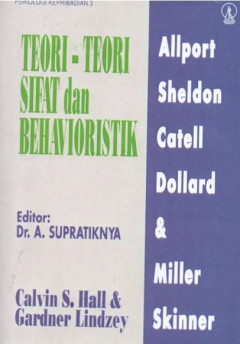 PSIKOLOGI KEPRIBADIAN 3
TEORI - TEORI
SIFAT dan
BEHAVIORISTIK
Editor:
Dr. A. SUPRATIKNYA
Calvin S. Hall &
Gardner Lindzey
Allport
Sheldon
Catell
Dollard
&
Miller
Skinner